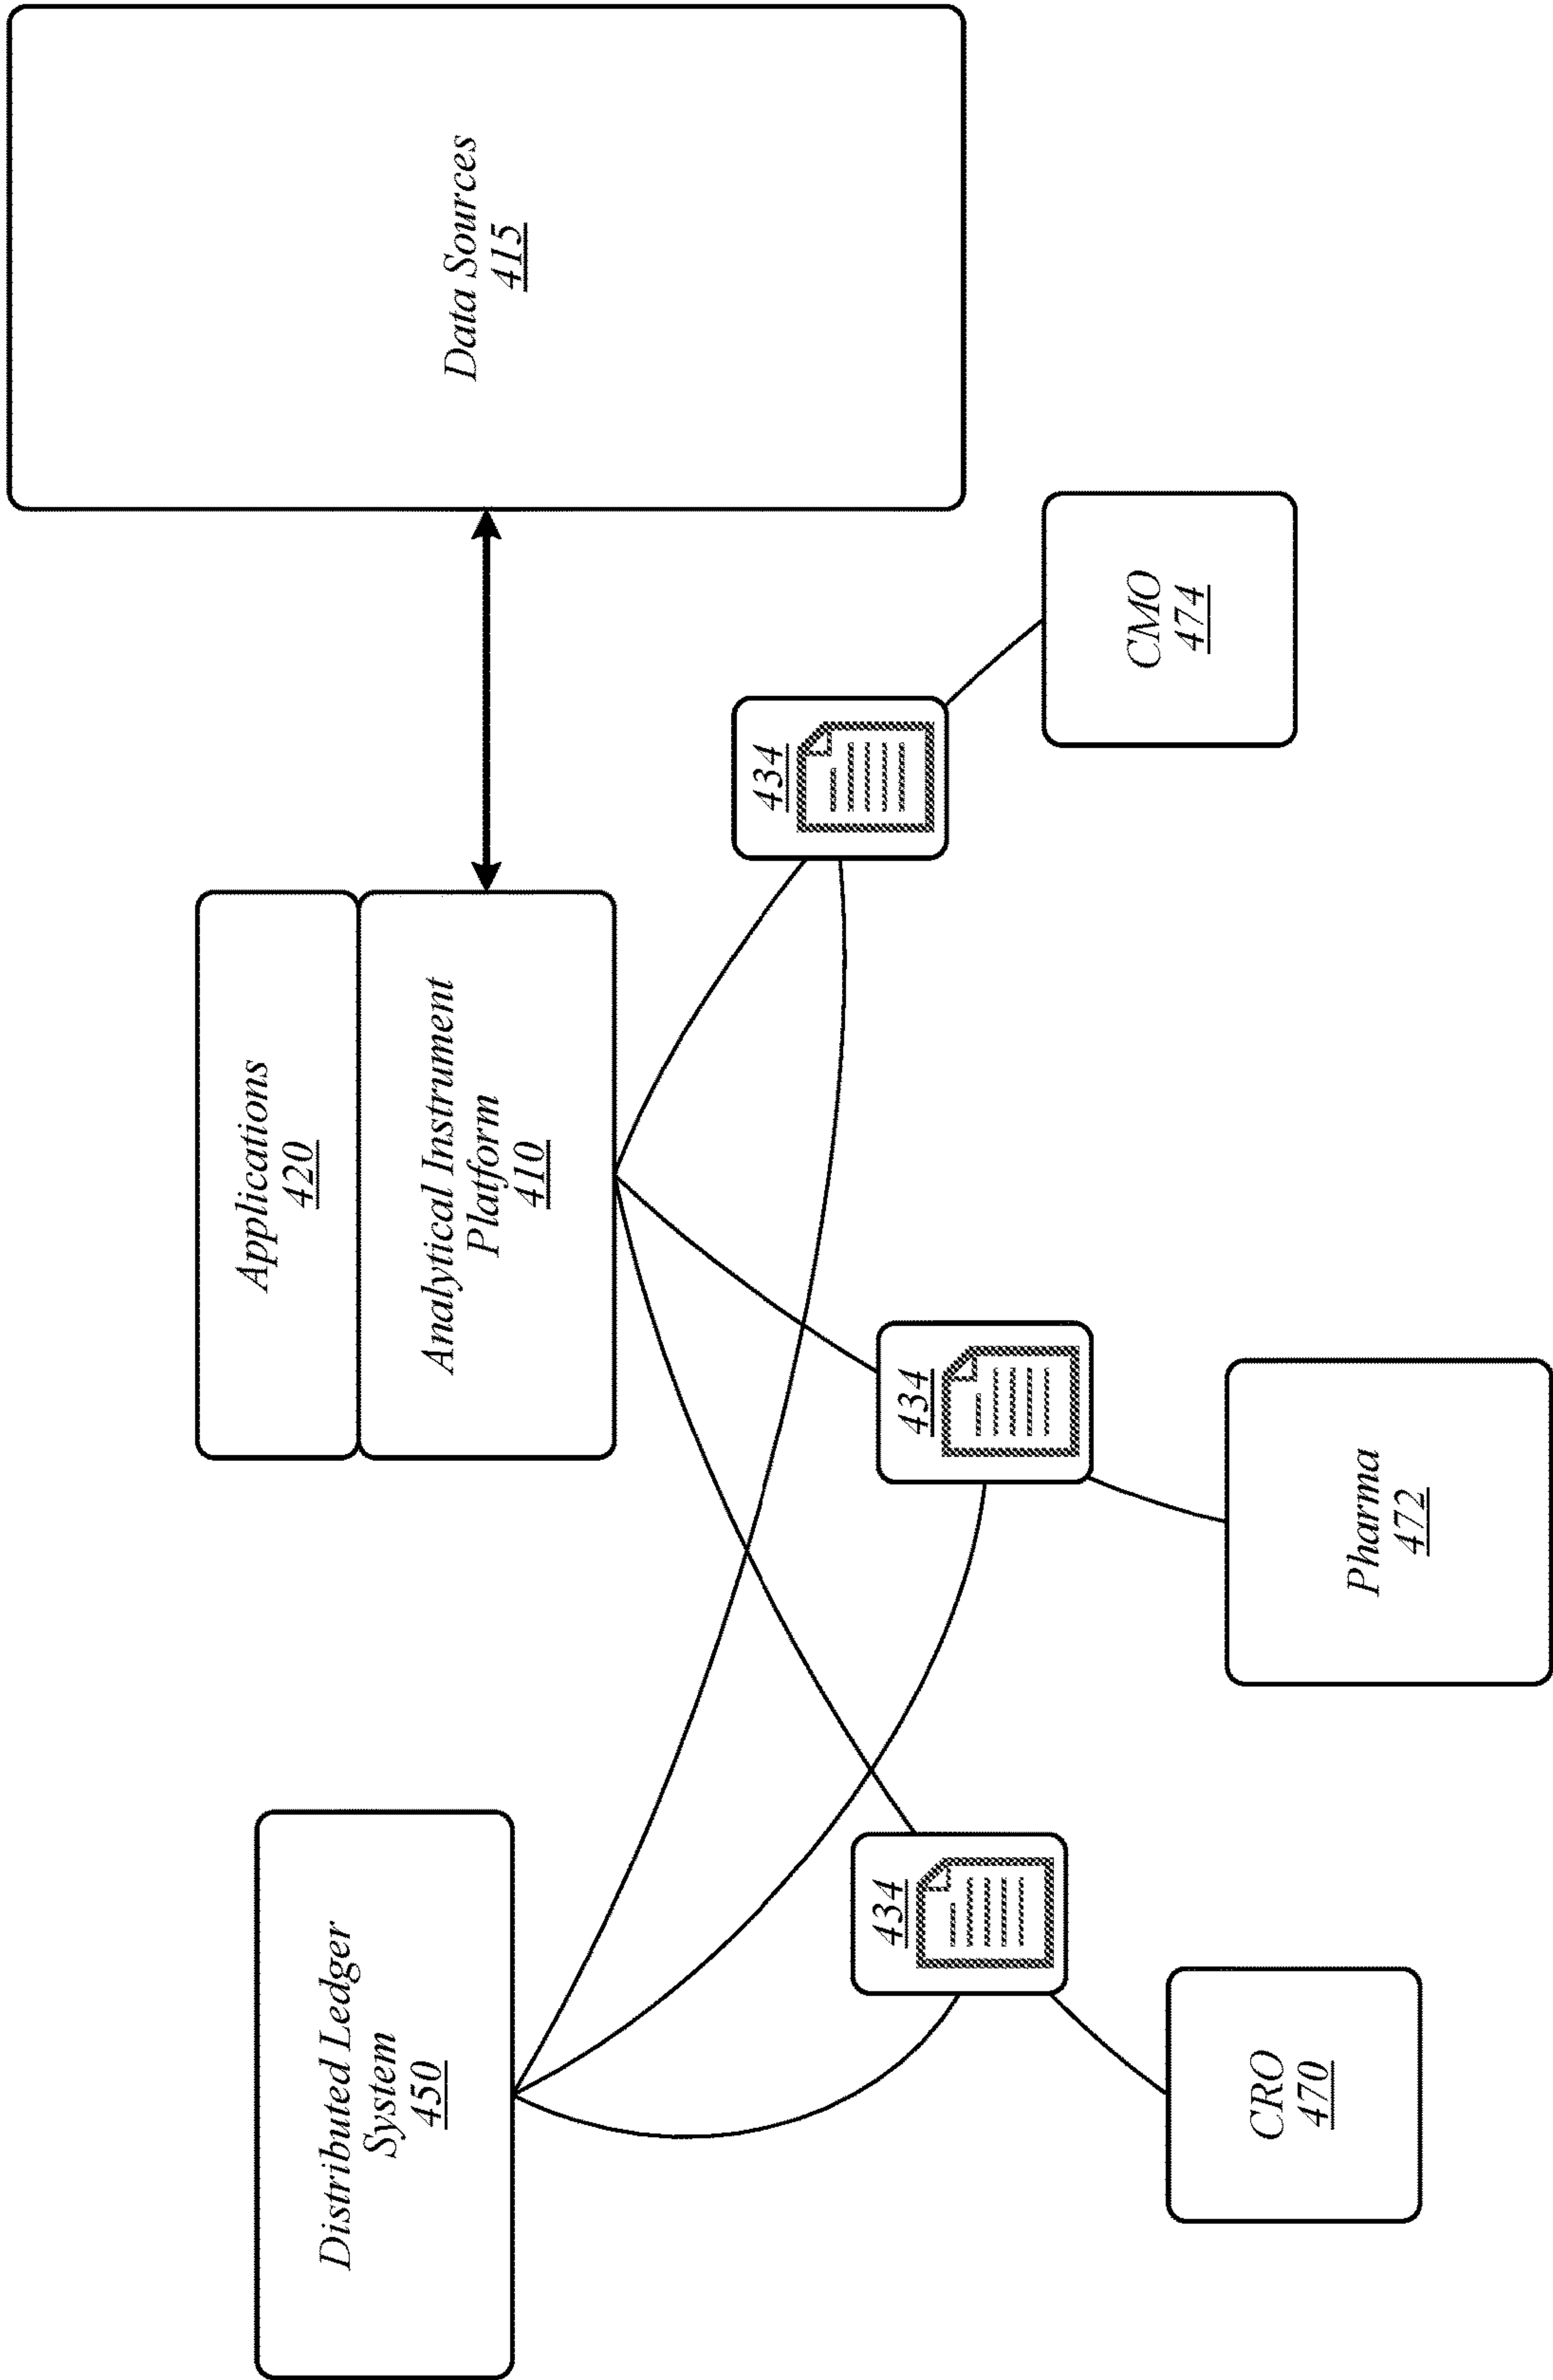 Distributed Ledger
System
450
Applications
420
Analytical Instrument
Platform
410
Data Sources
415
434
434
434
CRO
470
Pharma
472
CMO
474